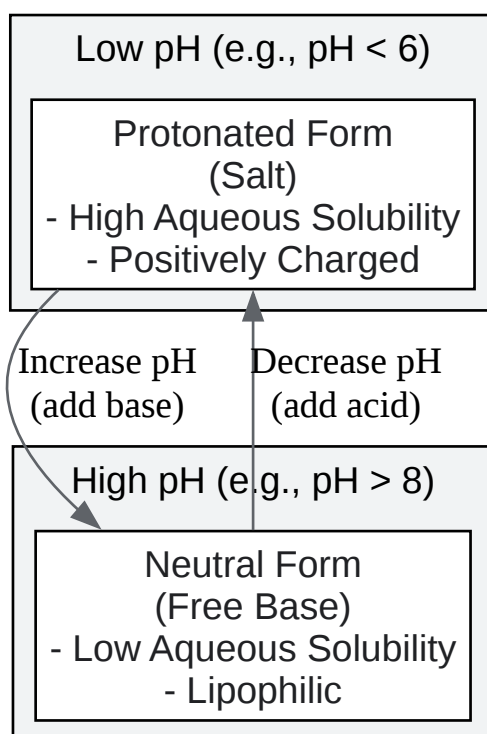 Low pH (e.g., pH < 6)
Protonated Form
(Salt)
- High Aqueous Solubility
- Positively Charged
Increase pH
(add base)
Decrease pH
(add acid)
High pH (e.g., pH > 8)
Neutral Form
(Free Base)
- Low Aqueous Solubility
- Lipophilic